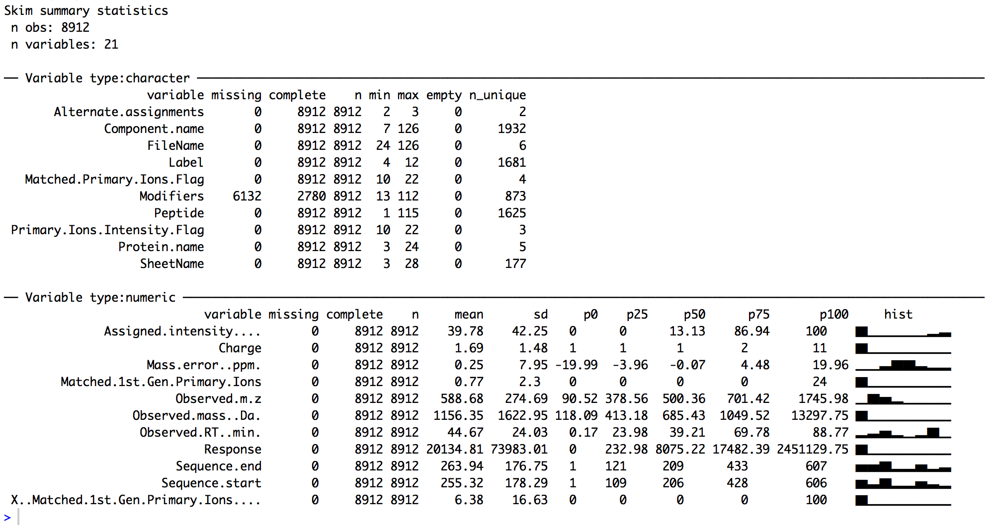 Skim summary statistics
n obs: 8912
n variables: 21
── Variable type:character ──
variable missing complete n min max empty n_unique
Alternate.assignments 0 8912 8912 2 3 0 2
Component.name 0 8912 8912 7 126 0 1932
FileName 0 8912 8912 24 126 0 6
Label 0 8912 8912 4 12 0 1681
Matched.Primary.Ions.Flag 0 8912 8912 10 22 0 4
Modifiers 6132 2780 8912 13 112 0 873
Peptide 0 8912 8912 1 115 0 1625
Primary.Ions.Intensity.Flag 0 8912 8912 10 22 0 3
Protein.name 0 8912 8912 3 24 0 5
SheetName 0 8912 8912 3 28 0 177
── Variable type:numeric ──
variable missing complete n mean sd p0 p25 p50 p75 p100 hist
Assigned.intensity.... 0 8912 8912 39.78 42.25 0 0 13.13 86.94 100
Charge 0 8912 8912 1.69 1.48 1 1 1 2 11
Mass.error..ppm. 0 8912 8912 0.25 7.95 -19.99 -3.96 -0.07 4.48 19.96
Matched.1st.Gen.Primary.Ions 0 8912 8912 0.77 2.3 0 0 0 0 24
Observed.m.z 0 8912 8912 588.68 274.69 90.52 378.56 500.36 701.42 1745.98
Observed.mass..Da. 0 8912 8912 1156.35 1622.95 118.09 413.18 685.43 1049.52 13297.75
Observed.RT..min. 0 8912 8912 44.67 24.03 0.17 23.98 39.21 69.78 88.77
Response 0 8912 8912 20134.81 73983.01 0 232.98 8075.22 17482.39 2451129.75
Sequence.end 0 8912 8912 263.94 176.75 1 121 209 433 607
Sequence.start 0 8912 8912 255.32 178.29 1 109 206 428 606
X..Matched.1st.Gen.Primary.Ions.... 0 8912 8912 6.38 16.63 0 0 0 0 100
>